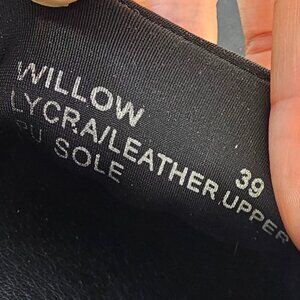 WILLOW
LYCRA/LEATHER UPPER 39
PU SOLE